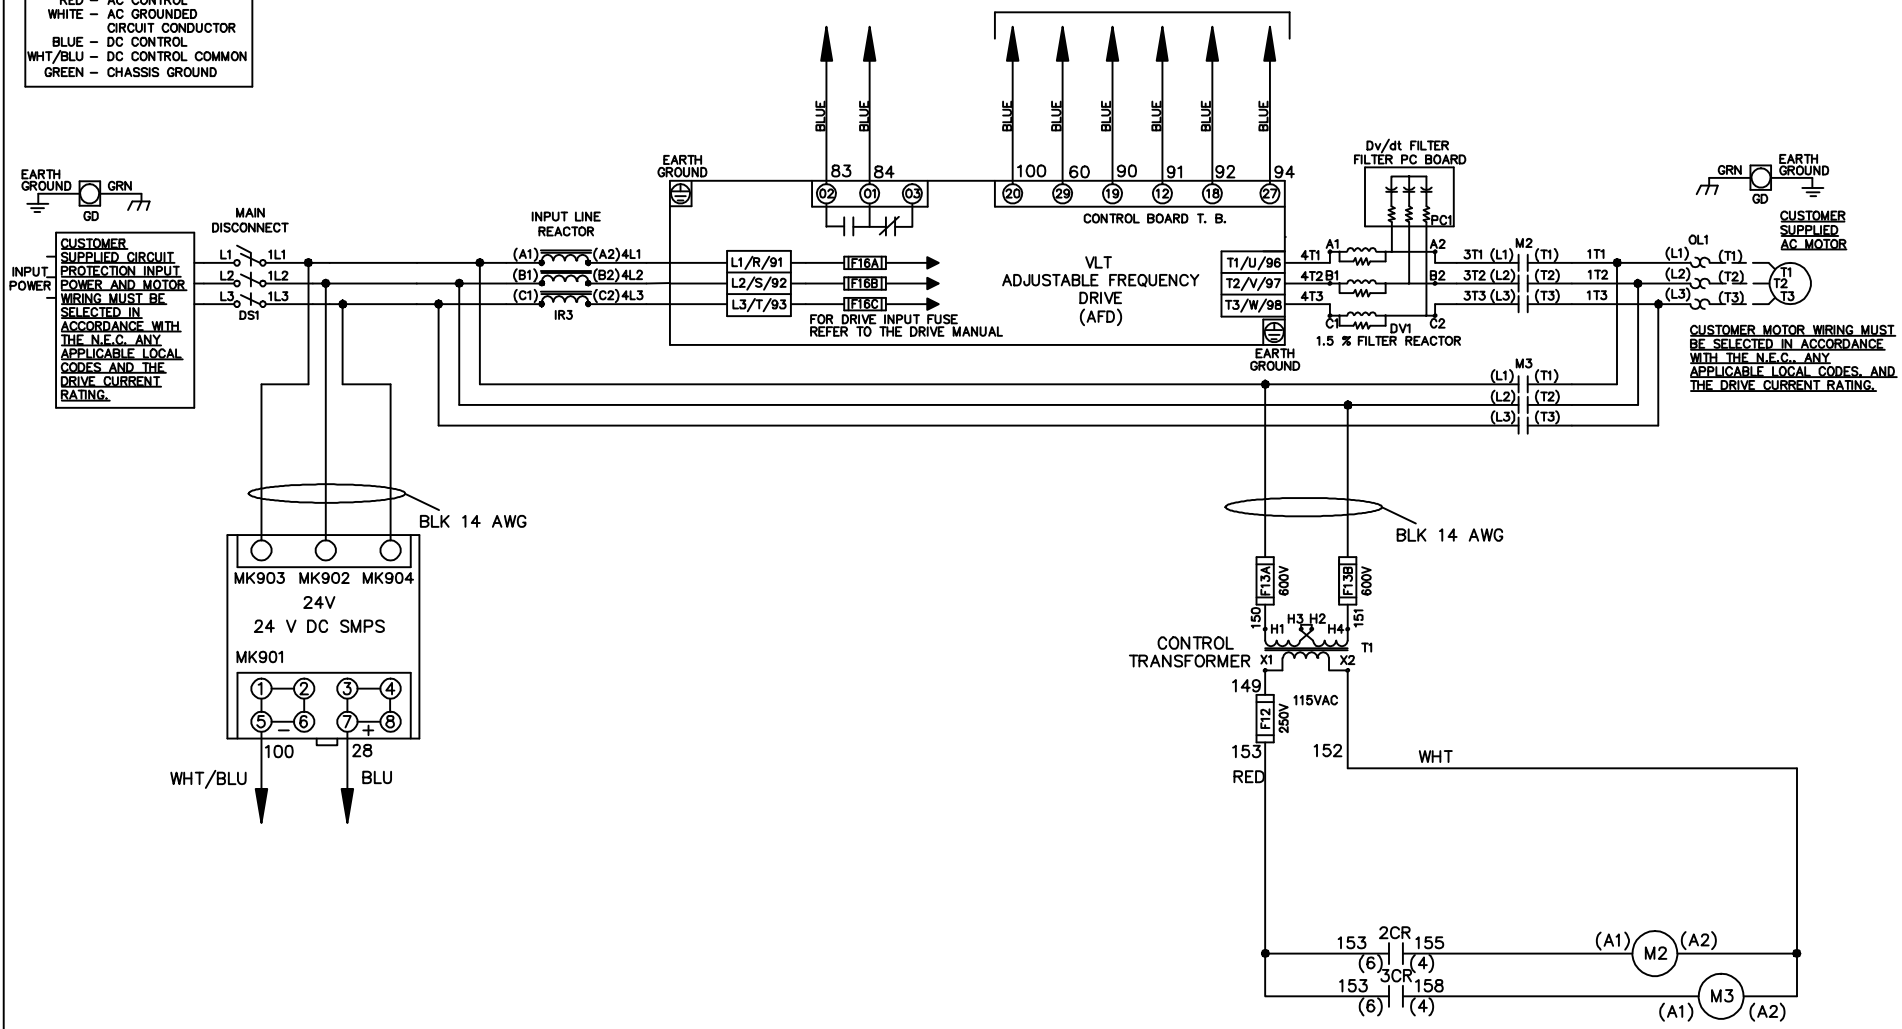 RED – AC CONTROL
WHITE – AC GROUNDED
CIRCUIT CONDUCTOR
BLUE – DC CONTROL
WHT/BLU – DC CONTROL COMMON
GREEN – CHASSIS GROUND
BLUE BLUE BLUE BLUE BLUE BLUE BLUE BLUE
EARTH
GROUND
GRN
GD
MAIN
DISCONNECT
CUSTOMER
SUPPLIED CIRCUIT
PROTECTION INPUT
POWER AND MOTOR
WIRING MUST BE
SELECTED IN
ACCORDANCE WITH
THE N.E.C. ANY
APPLICABLE LOCAL
CODES AND THE
DRIVE CURRENT
RATING.
INPUT
POWER
L1 1L1
L2 1L2
L3 1L3
DS1
INPUT LINE
REACTOR
(A1) (A2) 4L1
(B1) (B2) 4L2
(C1) (C2) 4L3
IR3
EARTH
GROUND
83 84
02 01 03
100 60 90 91 92 94
20 29 19 12 18 27
CONTROL BOARD T. B.
L1/R/91 F16A
L2/S/92 F16B
L3/T/93 F16C
FOR DRIVE INPUT FUSE
REFER TO THE DRIVE MANUAL
VLT
ADJUSTABLE FREQUENCY
DRIVE
(AFD)
T1/U/96
T2/V/97
T3/W/98
EARTH
GROUND
Dv/dt FILTER
FILTER PC BOARD
PC1
4T1 A1 A2
4T2 B1 B2
4T3 C1 C2
DV1
1.5 % FILTER REACTOR
M2
3T1 (L1) (T1) 1T1
3T2 (L2) (T2) 1T2
3T3 (L3) (T3) 1T3
OL1
(L1) (T1)
(L2) (T2)
(L3) (T3)
T1
T2
T3
GRN
GD
EARTH
GROUND
CUSTOMER
SUPPLIED
AC MOTOR
CUSTOMER MOTOR WIRING MUST
BE SELECTED IN ACCORDANCE
WITH THE N.E.C., ANY
APPLICABLE LOCAL CODES, AND
THE DRIVE CURRENT RATING.
M3
(L1) (T1)
(L2) (T2)
(L3) (T3)
BLK 14 AWG
MK903 MK902 MK904
24V
24 V DC SMPS
MK901
1 2 3 4
5 6 7 8
– +
100 28
WHT/BLU BLU
BLK 14 AWG
F13A 600V F13B 600V
150 151
H1 H3 H2 H4
T1
CONTROL
TRANSFORMER
X1 X2
149
115VAC
F12 250V
153 152
RED
WHT
2CR
153 155
(6) (4)
(A1) M2 (A2)
3CR
153 158
(6) (4)
(A1) M3 (A2)